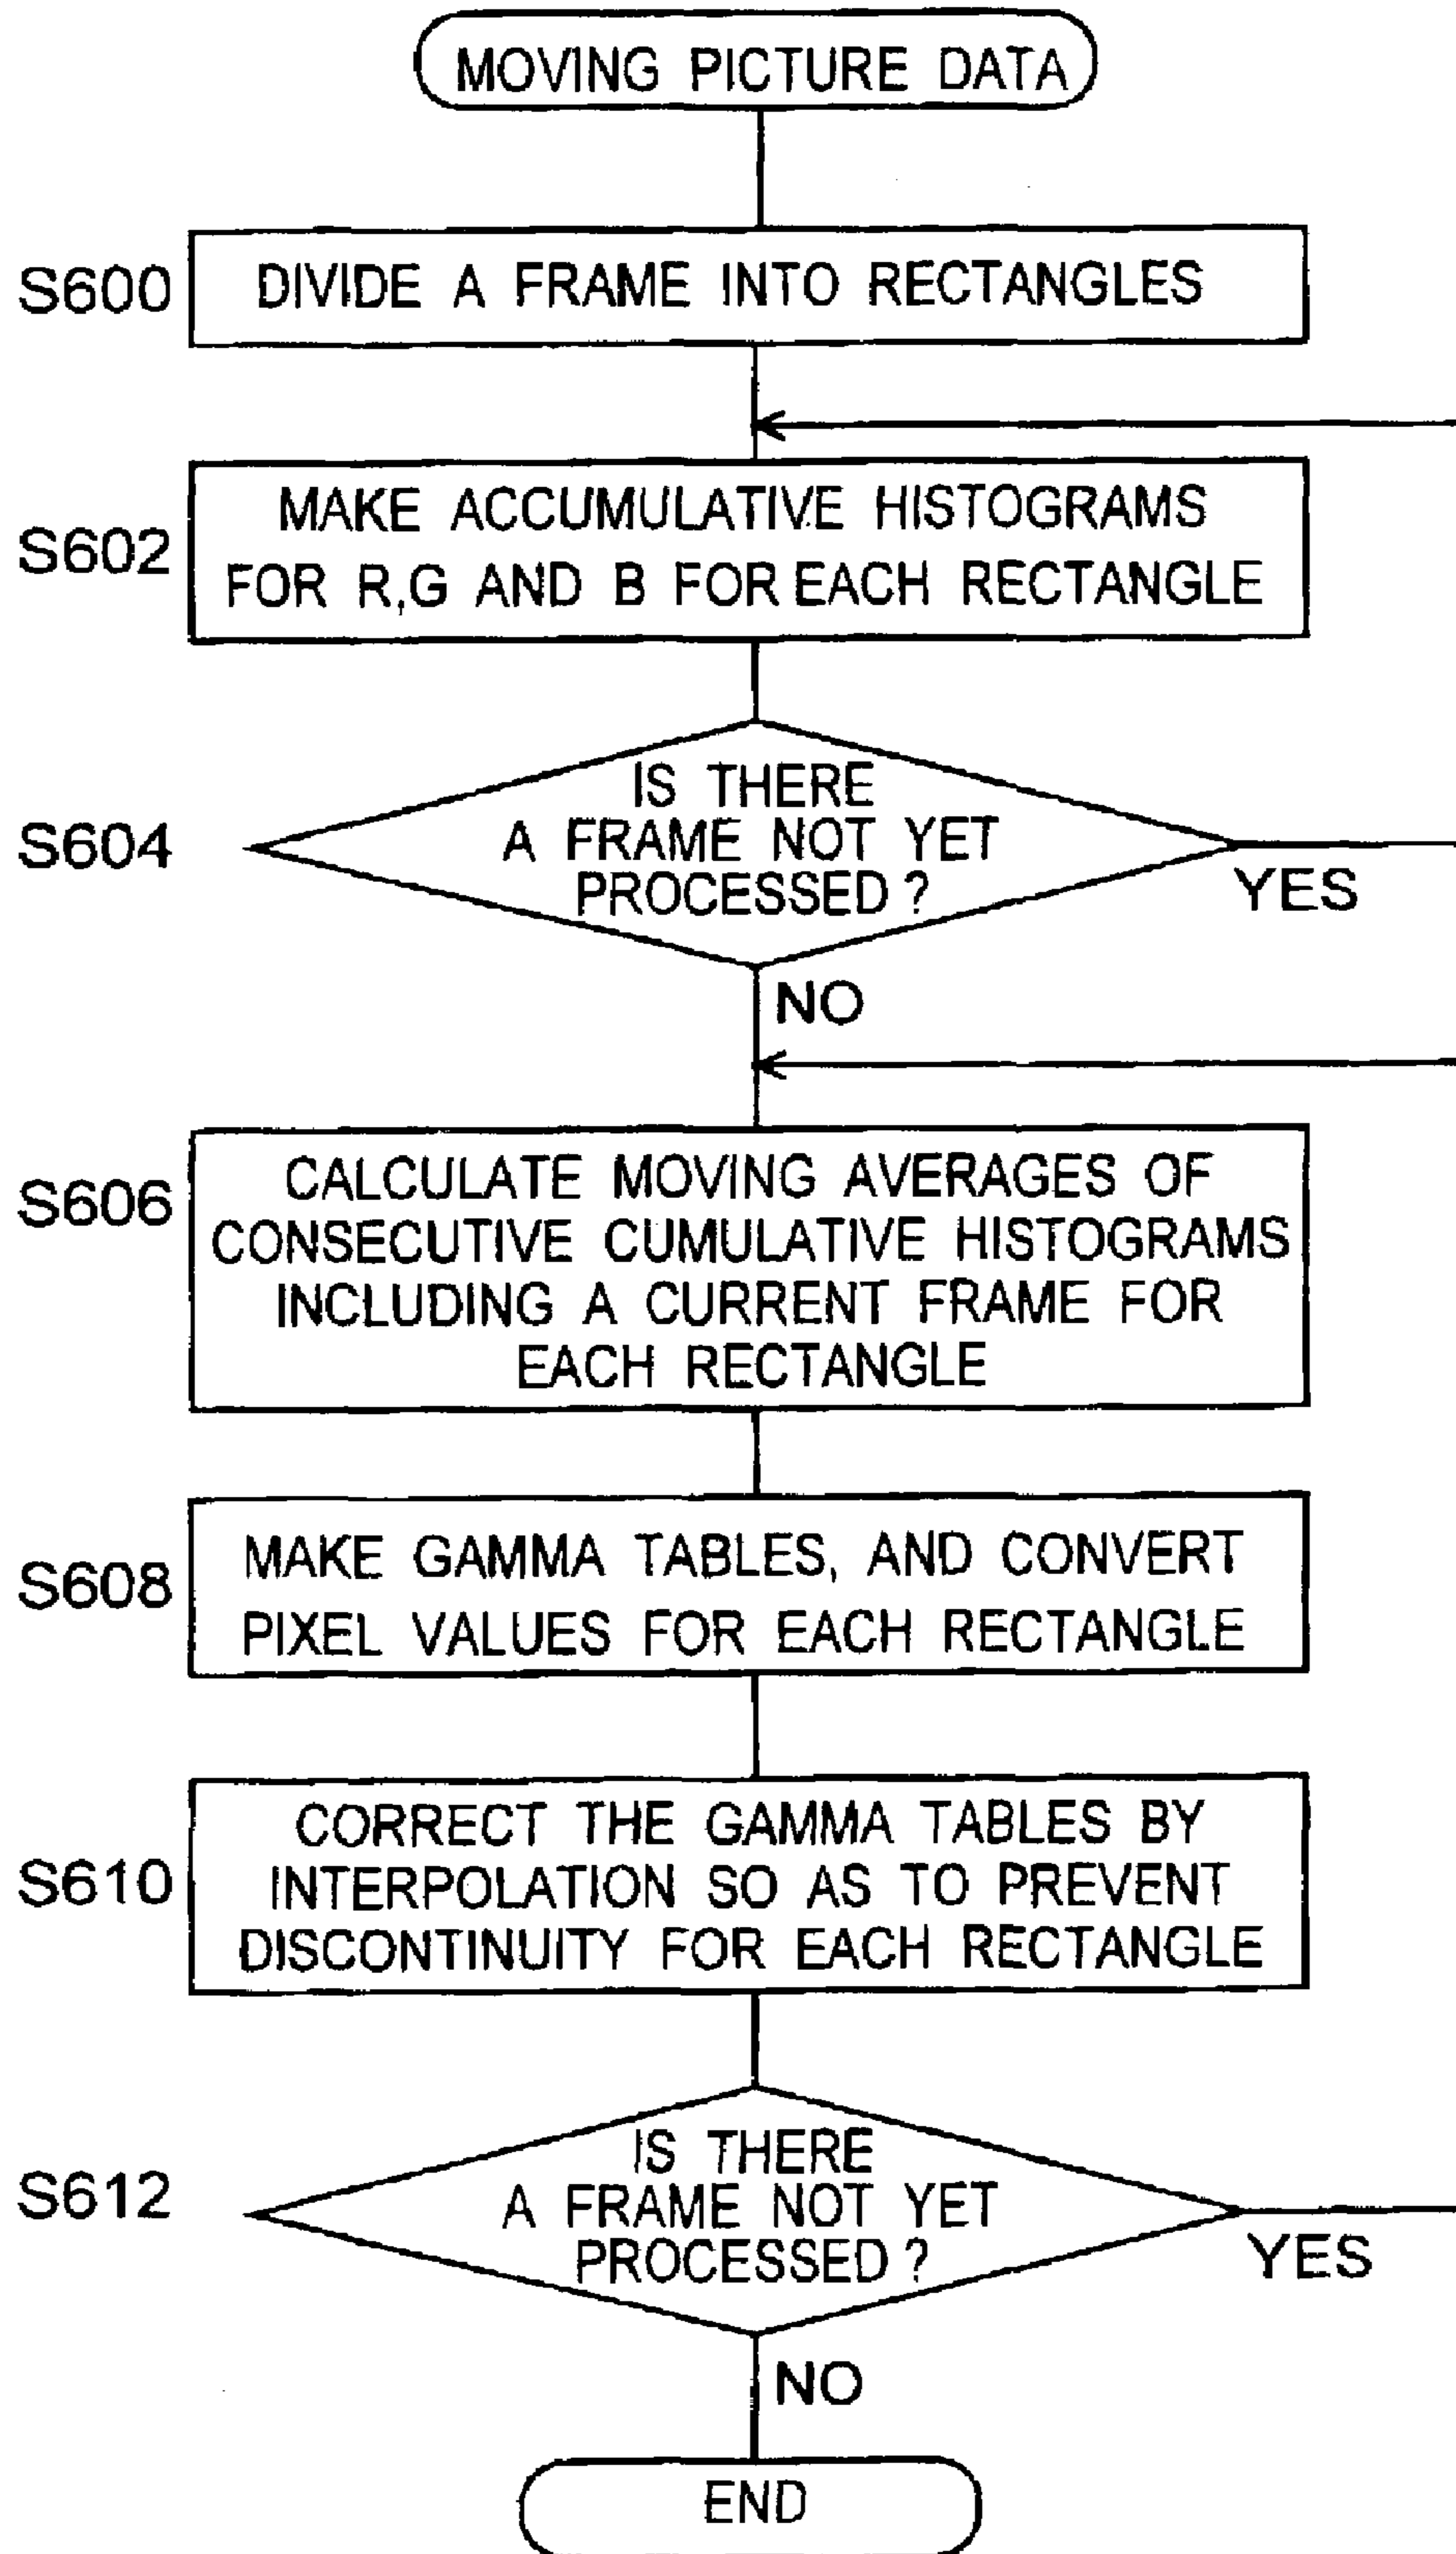 MOVING PICTURE DATA
S600
DIVIDE A FRAME INTO RECTANGLES
S602
MAKE ACCUMULATIVE HISTOGRAMS
FOR R,G AND B FOR EACH RECTANGLE
S604
IS THERE
A FRAME NOT YET
PROCESSED ?
YES
NO
S606
CALCULATE MOVING AVERAGES OF
CONSECUTIVE CUMULATIVE HISTOGRAMS
INCLUDING A CURRENT FRAME FOR
EACH RECTANGLE
S608
MAKE GAMMA TABLES, AND CONVERT
PIXEL VALUES FOR EACH RECTANGLE
S610
CORRECT THE GAMMA TABLES BY
INTERPOLATION SO AS TO PREVENT
DISCONTINUITY FOR EACH RECTANGLE
S612
IS THERE
A FRAME NOT YET
PROCESSED ?
YES
NO
END